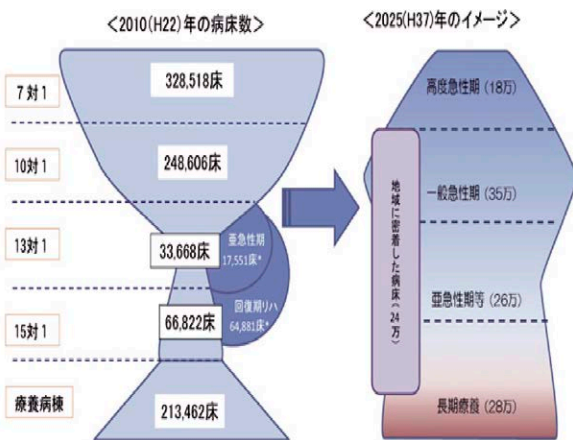 ＜2010(H22)年の病床数＞
＜2025(H37)年のイメージ＞
7対1
328,518床
10対1
248,606床
13対1
33,668床
亜急性期
17,551床*
15対1
66,822床
回復期リハ
64,881床*
療養病棟
213,462床
高度急性期 (18万)
一般急性期 (35万)
亜急性期等 (26万)
長期療養 (28万)
地域に密着した病床(24万)